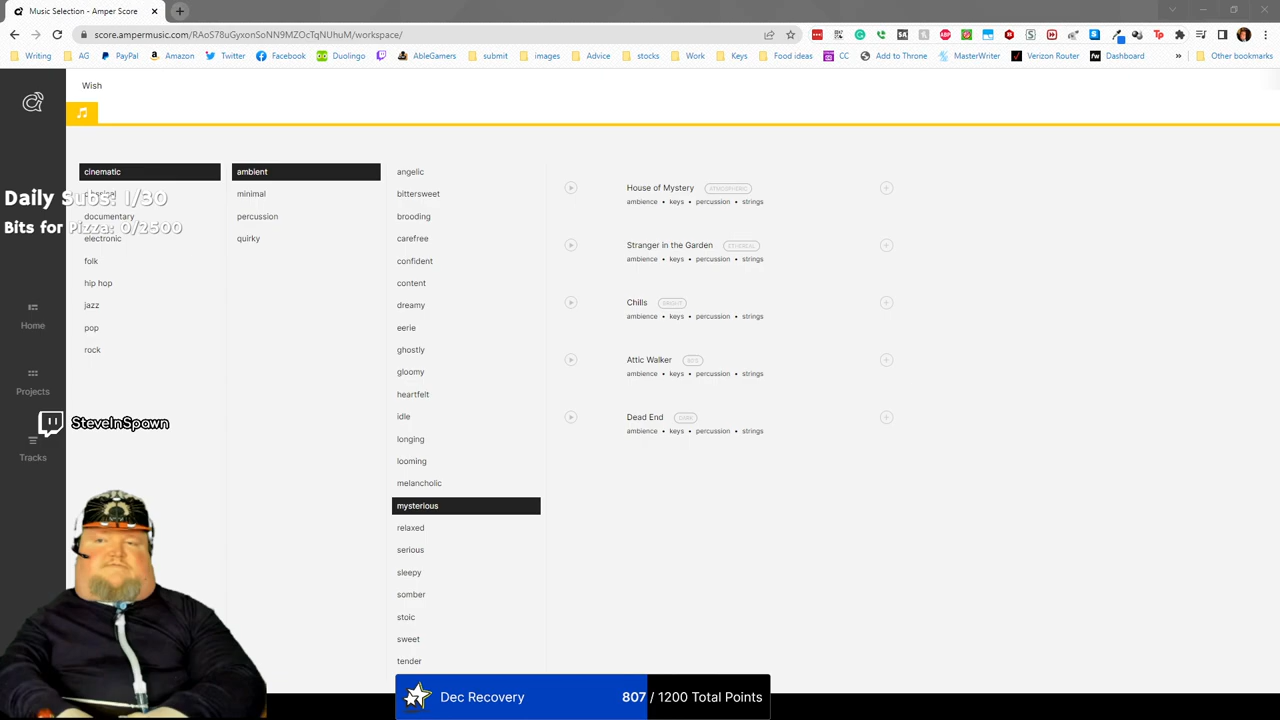 Music Selection - Amper Score
scoreampermusic.com/RAoS78uGyxonSoNN9MZOcTqNUhuM/workspace/
Writing AG PayPal Amazon Twitter Facebook Duolingo AbleGamers submit images Advice stocks Work Keys Food ideas CC Add to Throne MasterWriter Verizon Router Dashboard » Other bookmarks
Wish
cinematic
documentary
electronic
folk
hip hop
jazz
pop
rock
Daily Subs: 1/30
Bits for Pizza: 0/2500
Home
Projects
SteveInSpawn
Tracks
ambient
minimal
percussion
quirky
angelic
bittersweet
brooding
carefree
confident
content
dreamy
eerie
ghostly
gloomy
heartfelt
idle
longing
looming
melancholic
mysterious
relaxed
serious
sleepy
somber
stoic
sweet
tender
House of Mystery ATMOSPHERIC
ambience • keys • percussion • strings
Stranger in the Garden ETHEREAL
ambience • keys • percussion • strings
Chills BRIGHT
ambience • keys • percussion • strings
Attic Walker
ambience • keys • percussion • strings
Dead End DARK
ambience • keys • percussion • strings
Dec Recovery 807 / 1200 Total Points